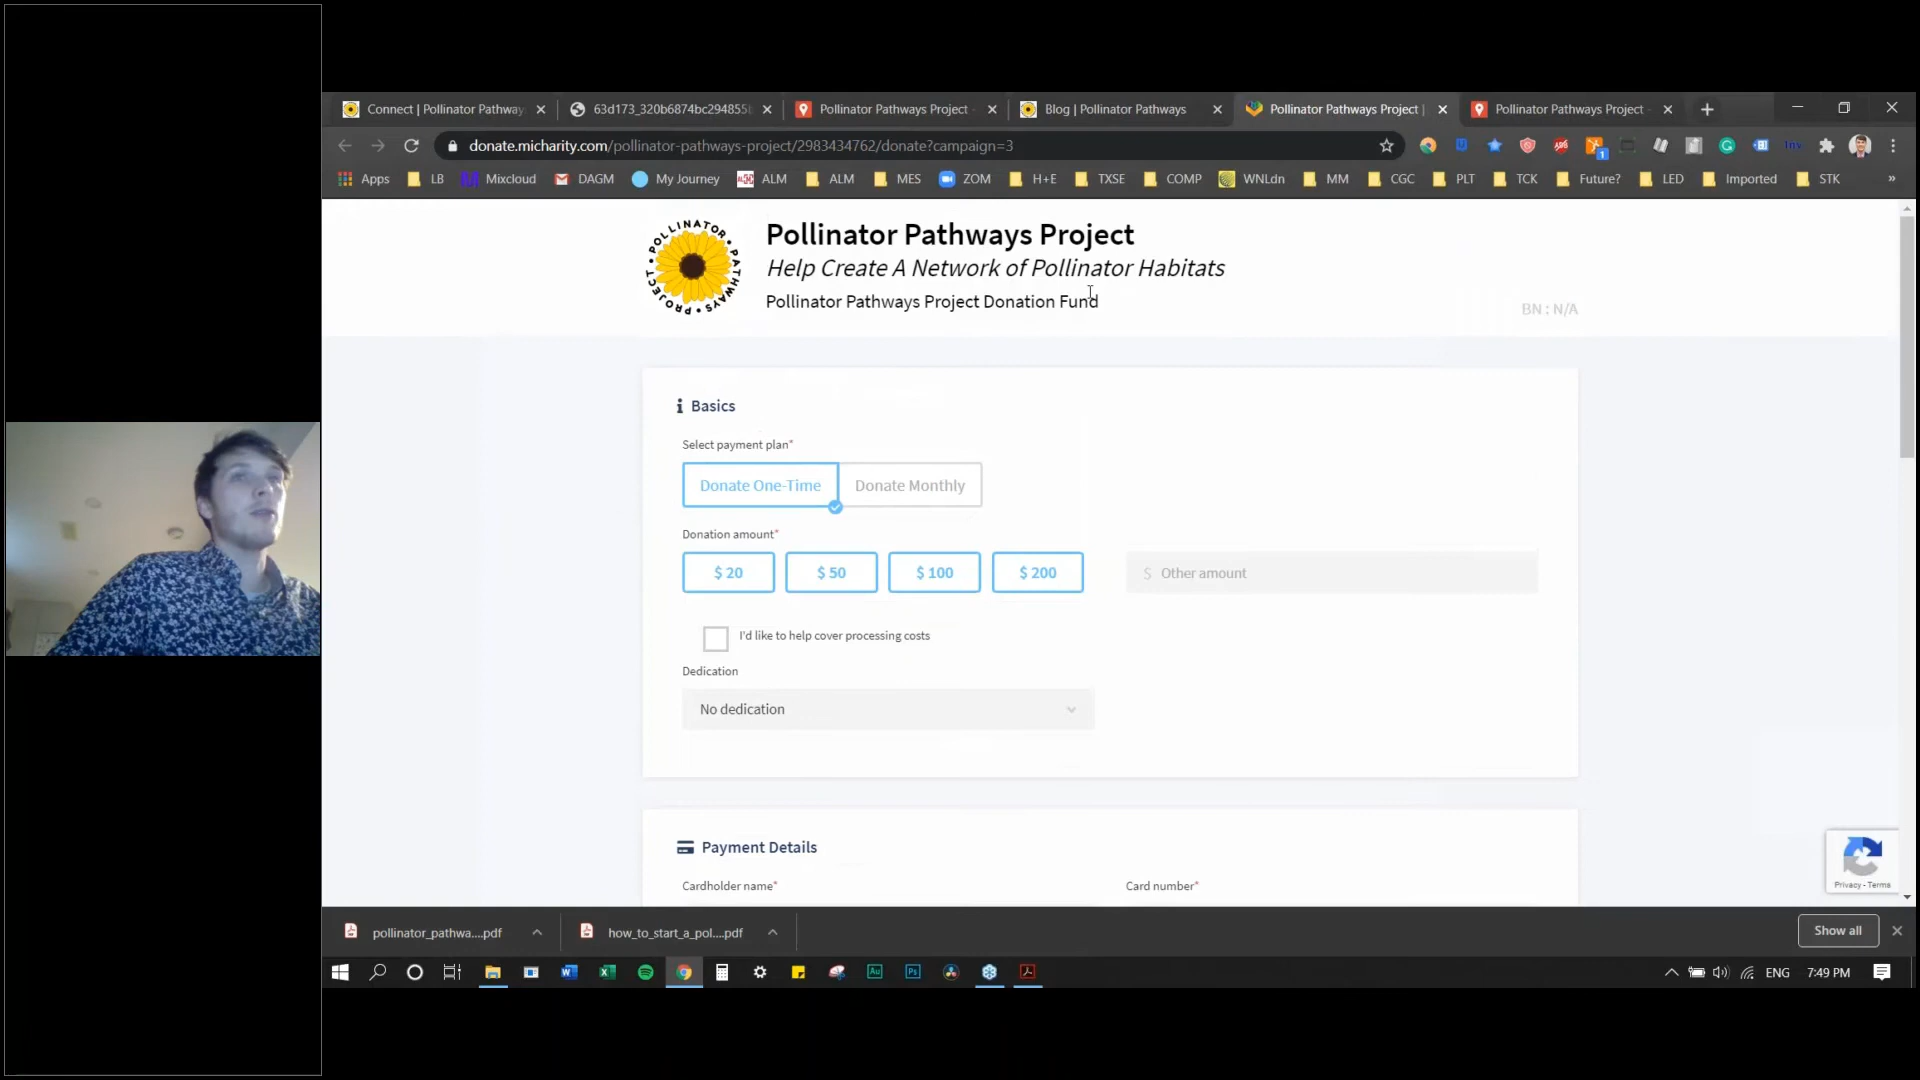 Connect | Pollinator Pathway
63d173_320b6874bc294855
Pollinator Pathways Project
Blog | Pollinator Pathways
Pollinator Pathways Project |
Pollinator Pathways Project -
donate.micharity.com/pollinator-pathways-project/2983434762/donate?campaign=3
Apps LB Mixcloud DAGM My Journey ALM ALM MES ZOM H+E TXSE COMP WNLdn MM CGC PLT TCK Future? LED Imported STK »
POLLINATOR • PATHWAYS • PROJECT •
Pollinator Pathways Project
Help Create A Network of Pollinator Habitats
Pollinator Pathways Project Donation Fund
BN : N/A
Basics
Select payment plan*
Donate One-Time Donate Monthly
Donation amount*
$ 20 $ 50 $ 100 $ 200 $ Other amount
I'd like to help cover processing costs
Dedication
No dedication
Payment Details
Cardholder name* Card number*
Privacy - Terms
pollinator_pathwa....pdf how_to_start_a_pol....pdf Show all
Au Ps ENG 7:49 PM